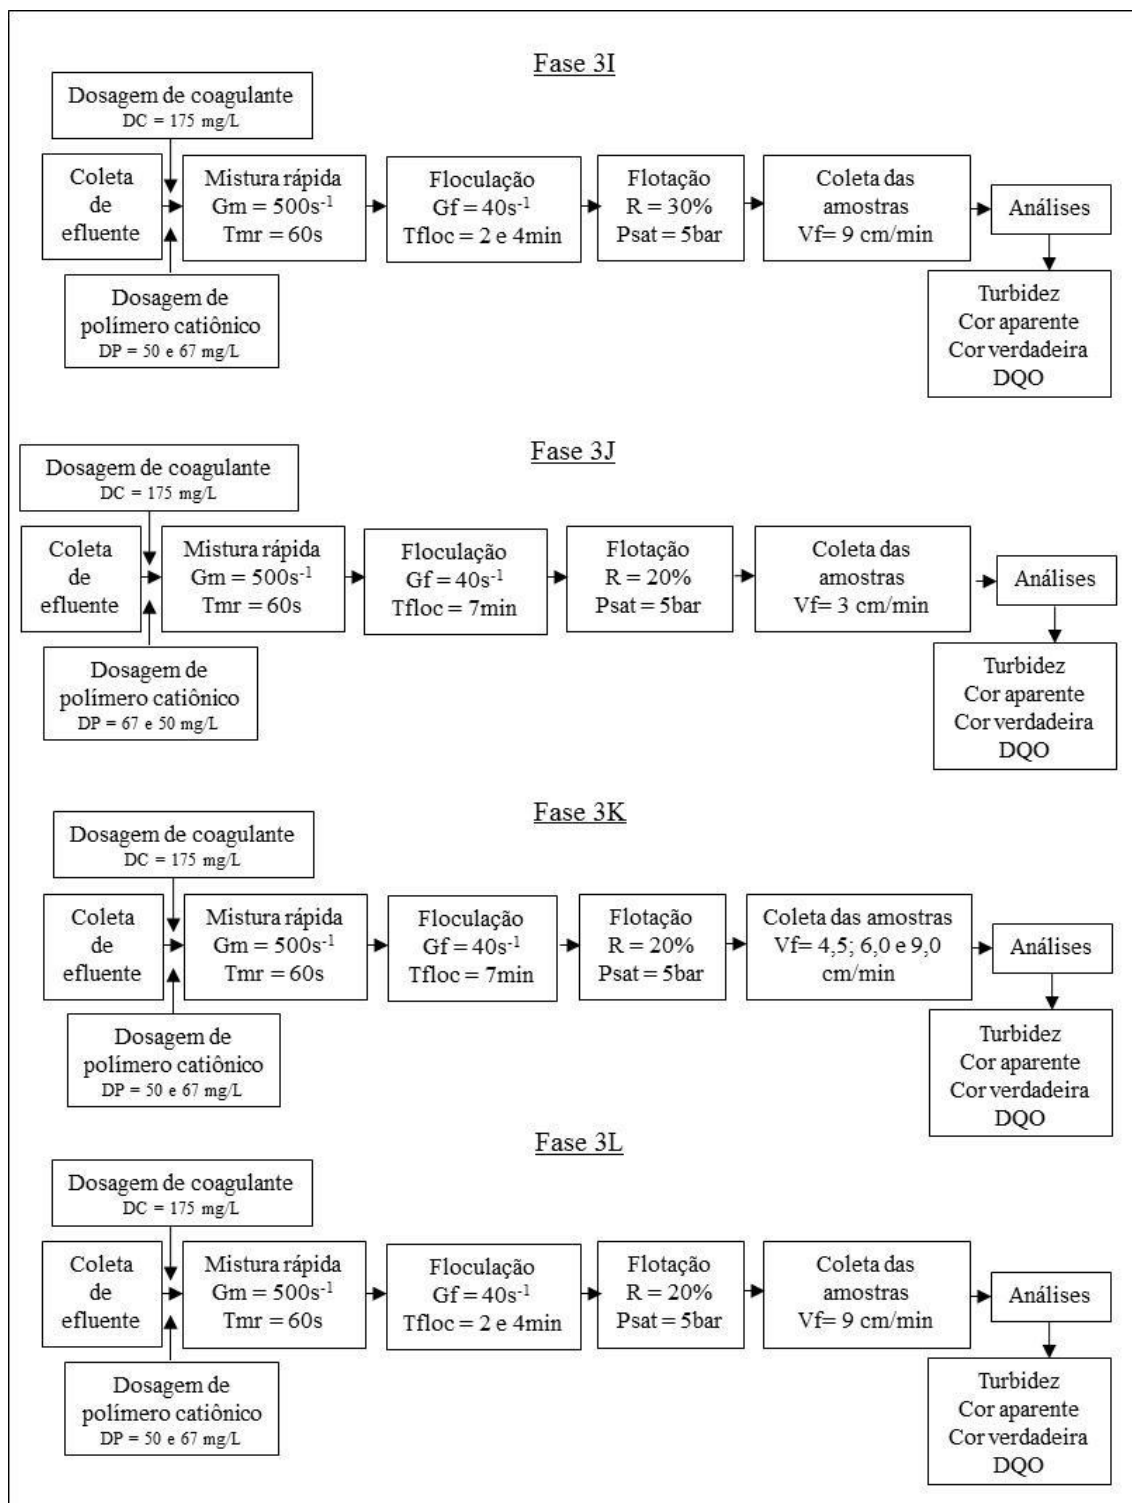 Fase 3I
Dosagem de coagulante
DC = 175 mg/L
Coleta
de
efluente
Mistura rápida
Gm = 500s⁻¹
Tmr = 60s
Floculação
Gf = 40s⁻¹
Tfloc = 2 e 4min
Flotação
R = 30%
Psat = 5bar
Coleta das
amostras
Vf= 9 cm/min
Análises
Dosagem de
polímero catiônico
DP = 50 e 67 mg/L
Turbidez
Cor aparente
Cor verdadeira
DQO
Fase 3J
Dosagem de coagulante
DC = 175 mg/L
Coleta
de
efluente
Mistura rápida
Gm = 500s⁻¹
Tmr = 60s
Floculação
Gf = 40s⁻¹
Tfloc = 7min
Flotação
R = 20%
Psat = 5bar
Coleta das
amostras
Vf= 3 cm/min
Análises
Dosagem de
polímero catiônico
DP = 67 e 50 mg/L
Turbidez
Cor aparente
Cor verdadeira
DQO
Fase 3K
Dosagem de coagulante
DC = 175 mg/L
Coleta
de
efluente
Mistura rápida
Gm = 500s⁻¹
Tmr = 60s
Floculação
Gf = 40s⁻¹
Tfloc = 7min
Flotação
R = 20%
Psat = 5bar
Coleta das amostras
Vf= 4,5; 6,0 e 9,0
cm/min
Análises
Dosagem de
polímero catiônico
DP = 50 e 67 mg/L
Turbidez
Cor aparente
Cor verdadeira
DQO
Fase 3L
Dosagem de coagulante
DC = 175 mg/L
Coleta
de
efluente
Mistura rápida
Gm = 500s⁻¹
Tmr = 60s
Floculação
Gf = 40s⁻¹
Tfloc = 2 e 4min
Flotação
R = 20%
Psat = 5bar
Coleta das
amostras
Vf= 9 cm/min
Análises
Dosagem de
polímero catiônico
DP = 50 e 67 mg/L
Turbidez
Cor aparente
Cor verdadeira
DQO